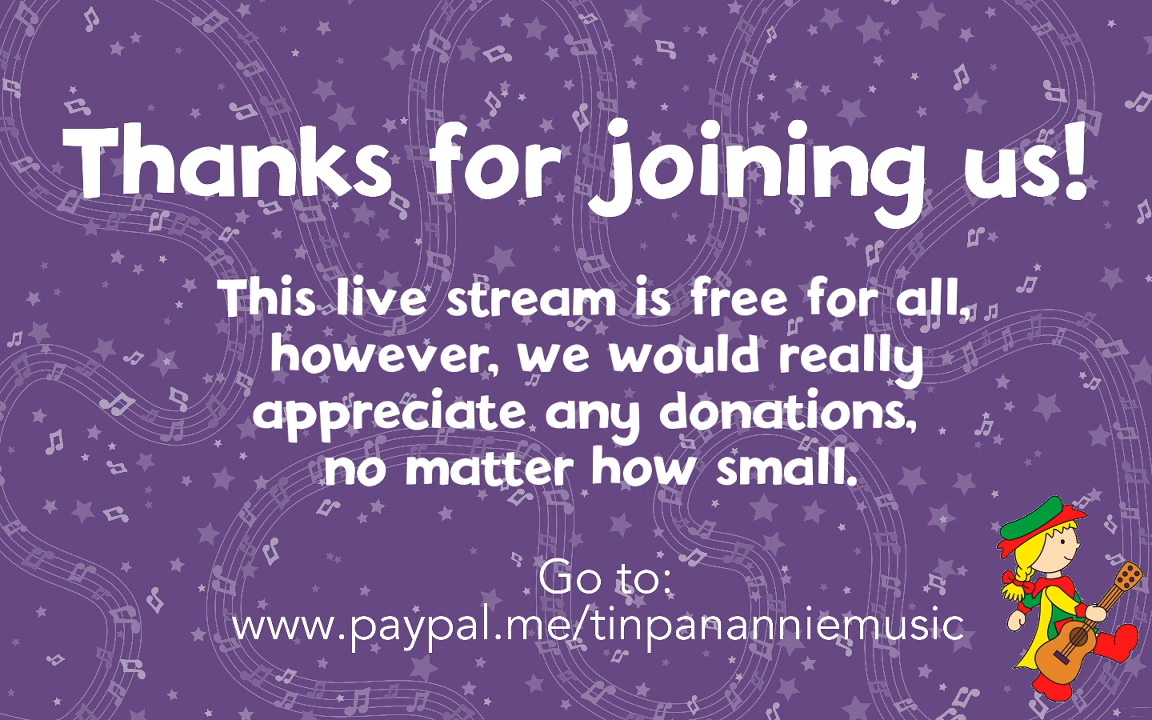 Thanks for joining us!
This live stream is free for all,
however, we would really
appreciate any donations,
no matter how small.
Go to:
www.paypal.me/tinpananniemusic